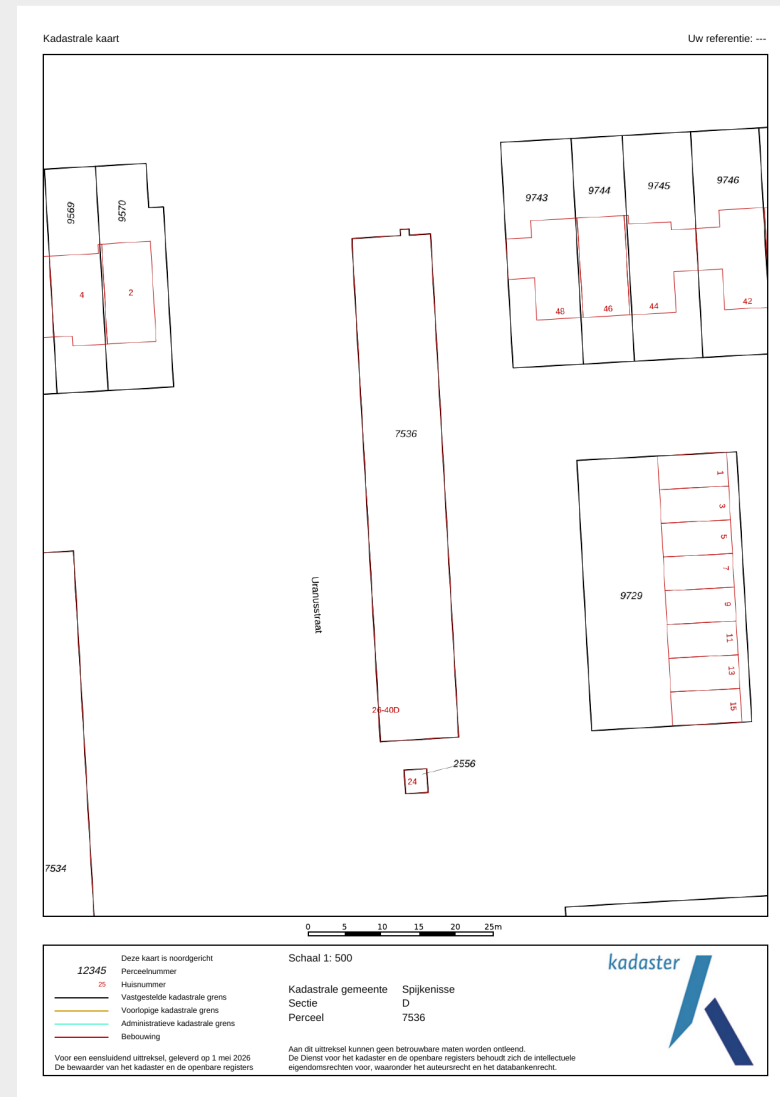 Kadastrale kaart
Uw referentie: ---
9569
9570
9743
9744
9745
9746
4
2
48
46
44
42
7536
1
3
5
7
9
11
13
15
9729
Uranusstraat
26-40D
2556
24
7534
0 5 10 15 20 25m
Deze kaart is noordgericht
12345 Perceelnummer
25 Huisnummer
Vastgestelde kadastrale grens
Voorlopige kadastrale grens
Administratieve kadastrale grens
Bebouwing
Voor een eensluidend uittreksel, geleverd op 1 mei 2026
De bewaarder van het kadaster en de openbare registers
Schaal 1: 500
Kadastrale gemeente Spijkenisse
Sectie D
Perceel 7536
Aan dit uittreksel kunnen geen betrouwbare maten worden ontleend.
De Dienst voor het kadaster en de openbare registers behoudt zich de intellectuele
eigendomsrechten voor, waaronder het auteursrecht en het databankenrecht.
kadaster